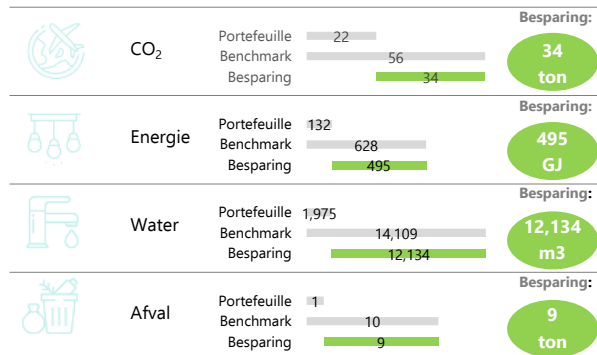 Besparing:
CO2
Portefeuille 22
Benchmark 56
Besparing 34
34
ton
Besparing:
Energie
Portefeuille 132
Benchmark 628
Besparing 495
495
GJ
Besparing:
Water
Portefeuille 1,975
Benchmark 14,109
Besparing 12,134
12,134
m3
Besparing:
Afval
Portefeuille 1
Benchmark 10
Besparing 9
9
ton